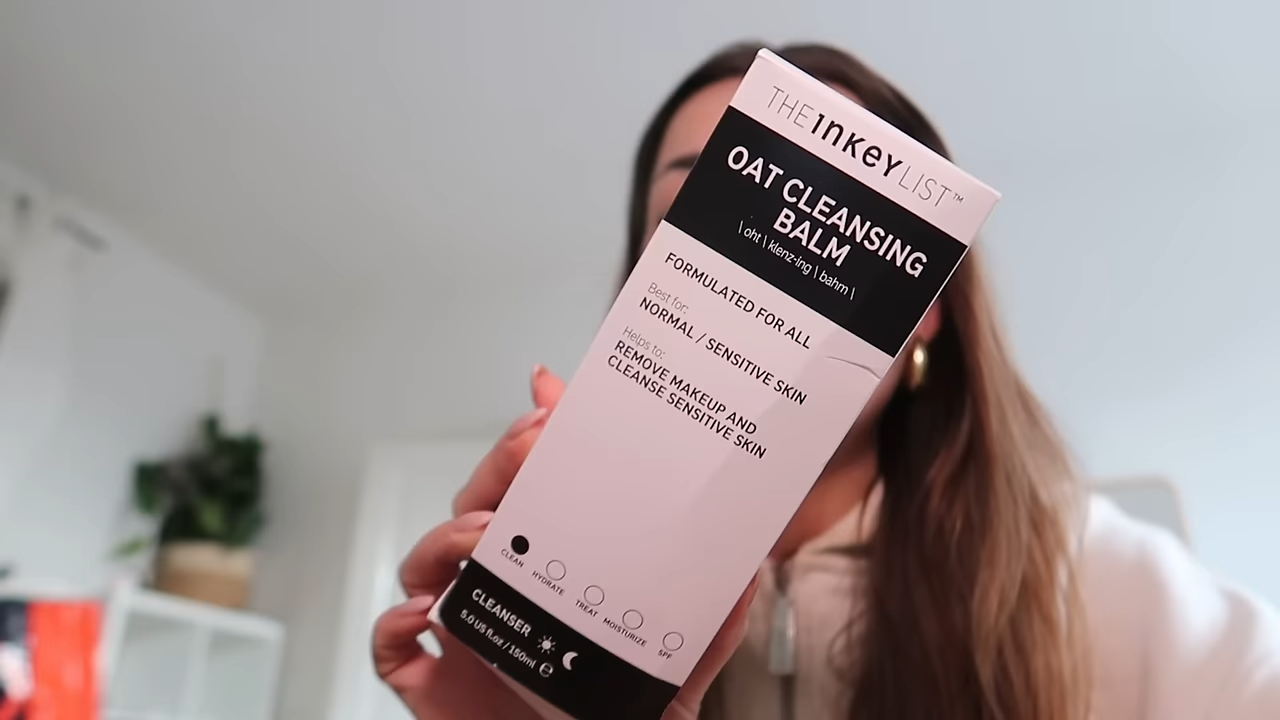 THE INKEY LIST™
OAT CLEANSING
BALM
\ oht \ klenz-ing \ bahm \
FORMULATED FOR ALL
Best for:
NORMAL / SENSITIVE SKIN
Helps to:
REMOVE MAKEUP AND
CLEANSE SENSITIVE SKIN
CLEAN HYDRATE TREAT MOISTURIZE SPF
CLEANSER
5.0 US fl.oz / 150ml ℮